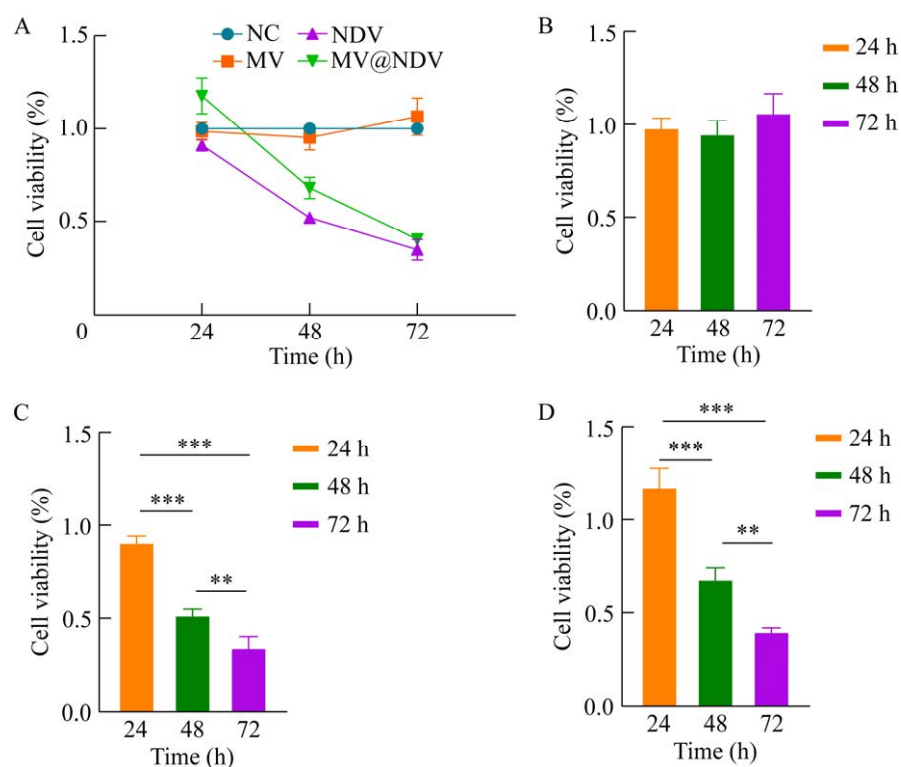 A
NC
NDV
MV
MV@NDV
1.5
1.0
0.5
0
Cell viability (%)
24
48
72
Time (h)
B
24 h
48 h
72 h
1.5
1.0
0.5
0.0
Cell viability (%)
24
48
72
Time (h)
C
24 h
48 h
72 h
1.5
1.0
0.5
0.0
Cell viability (%)
***
***
**
24
48
72
Time (h)
D
24 h
48 h
72 h
1.5
1.0
0.5
0.0
Cell viability (%)
***
***
**
24
48
72
Time (h)